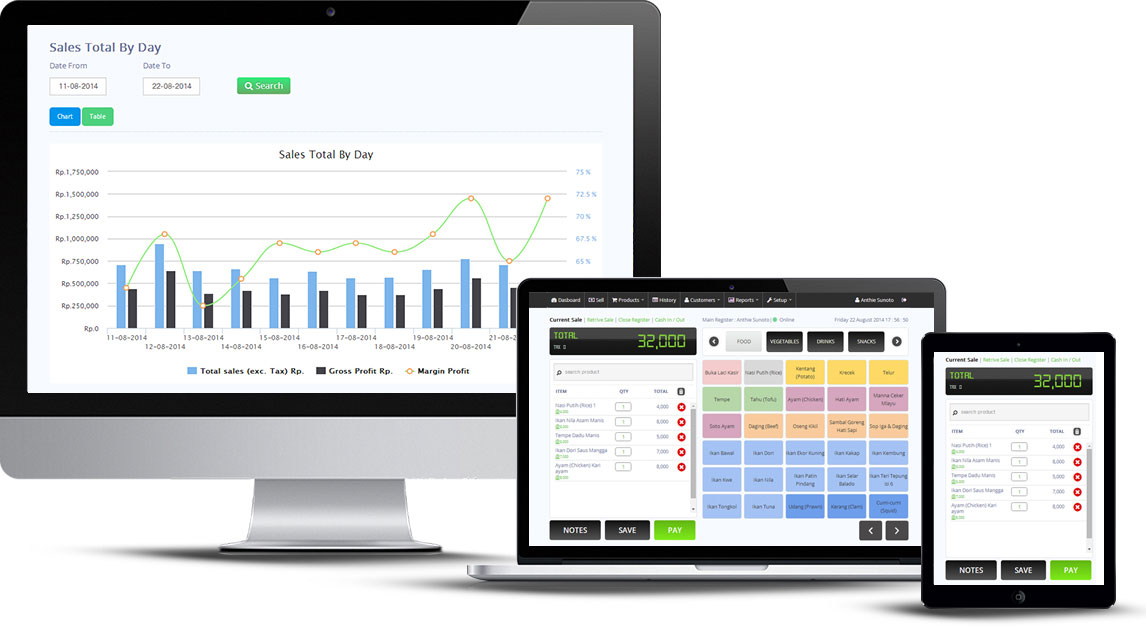 Sales Total By Day
Date From Date To
11-08-2014 22-08-2014 Search
Chart Table
Sales Total By Day
Rp.1,750,000 75 %
Rp.1,500,000 72.5 %
Rp.1,250,000 70 %
Rp.1,000,000 67.5 %
Rp.750,000 65 %
Rp.500,000
Rp.250,000
Rp.0
11-08-2014 13-08-2014 15-08-2014 17-08-2014 19-08-2014 21-0
12-08-2014 14-08-2014 16-08-2014 18-08-2014 20-08-2014
Total sales (exc. Tax) Rp. Gross Profit Rp. Margin Profit
Dasboard Sell Products History Customers Reports Setup Anthie Sunoto
Current Sale | Retrive Sale | Close Register | Cash In / Out
Main Register : Anthie Sunoto | Online Friday 22 August 2014 17 : 56 : 50
TOTAL 32,000
TAX 0
FOOD VEGETABLES DRINKS SNACKS
search product
ITEM QTY TOTAL
Nasi Putih (Rice) 1 1 4,000
Ikan Nila Asam Manis 1 8,000
Tempe Dadu Manis 1 5,000
Ikan Dori Saus Mangga 1 7,000
Ayam (Chicken) Kari ayam 1 8,000
NOTES SAVE PAY
Buka Laci Kasir Nasi Putih (Rice) Kentang (Potato) Krecek Telur
Tempe Tahu (Tofu) Ayam (Chicken) Hati Ayam Manna Ceker Milayu
Soto Ayam Daging (Beef) Oseng Kikil Sambal Goreng Hati Sapi Sop Iga & Daging
Ikan Bawal Ikan Dori Ikan Ekor Kuning Ikan Kakap Ikan Kembung
Ikan Kwe Ikan Nila Ikan Patin Pindang Ikan Selar Balado Ikan Teri Tepung isi 6
Ikan Tongkol Ikan Tuna Udang (Prawn) Kerang (Clam) Cumi-cumi (Squid)
Current Sale | Retrive Sale | Close Register | Cash In / Out
TOTAL 32,000
TAX 0
search product
ITEM QTY TOTAL
Nasi Putih (Rice) 1 1 4,000
Ikan Nila Asam Manis 1 8,000
Tempe Dadu Manis 1 5,000
Ikan Dori Saus Mangga 1 7,000
Ayam (Chicken) Kari ayam 1 8,000
NOTES SAVE PAY